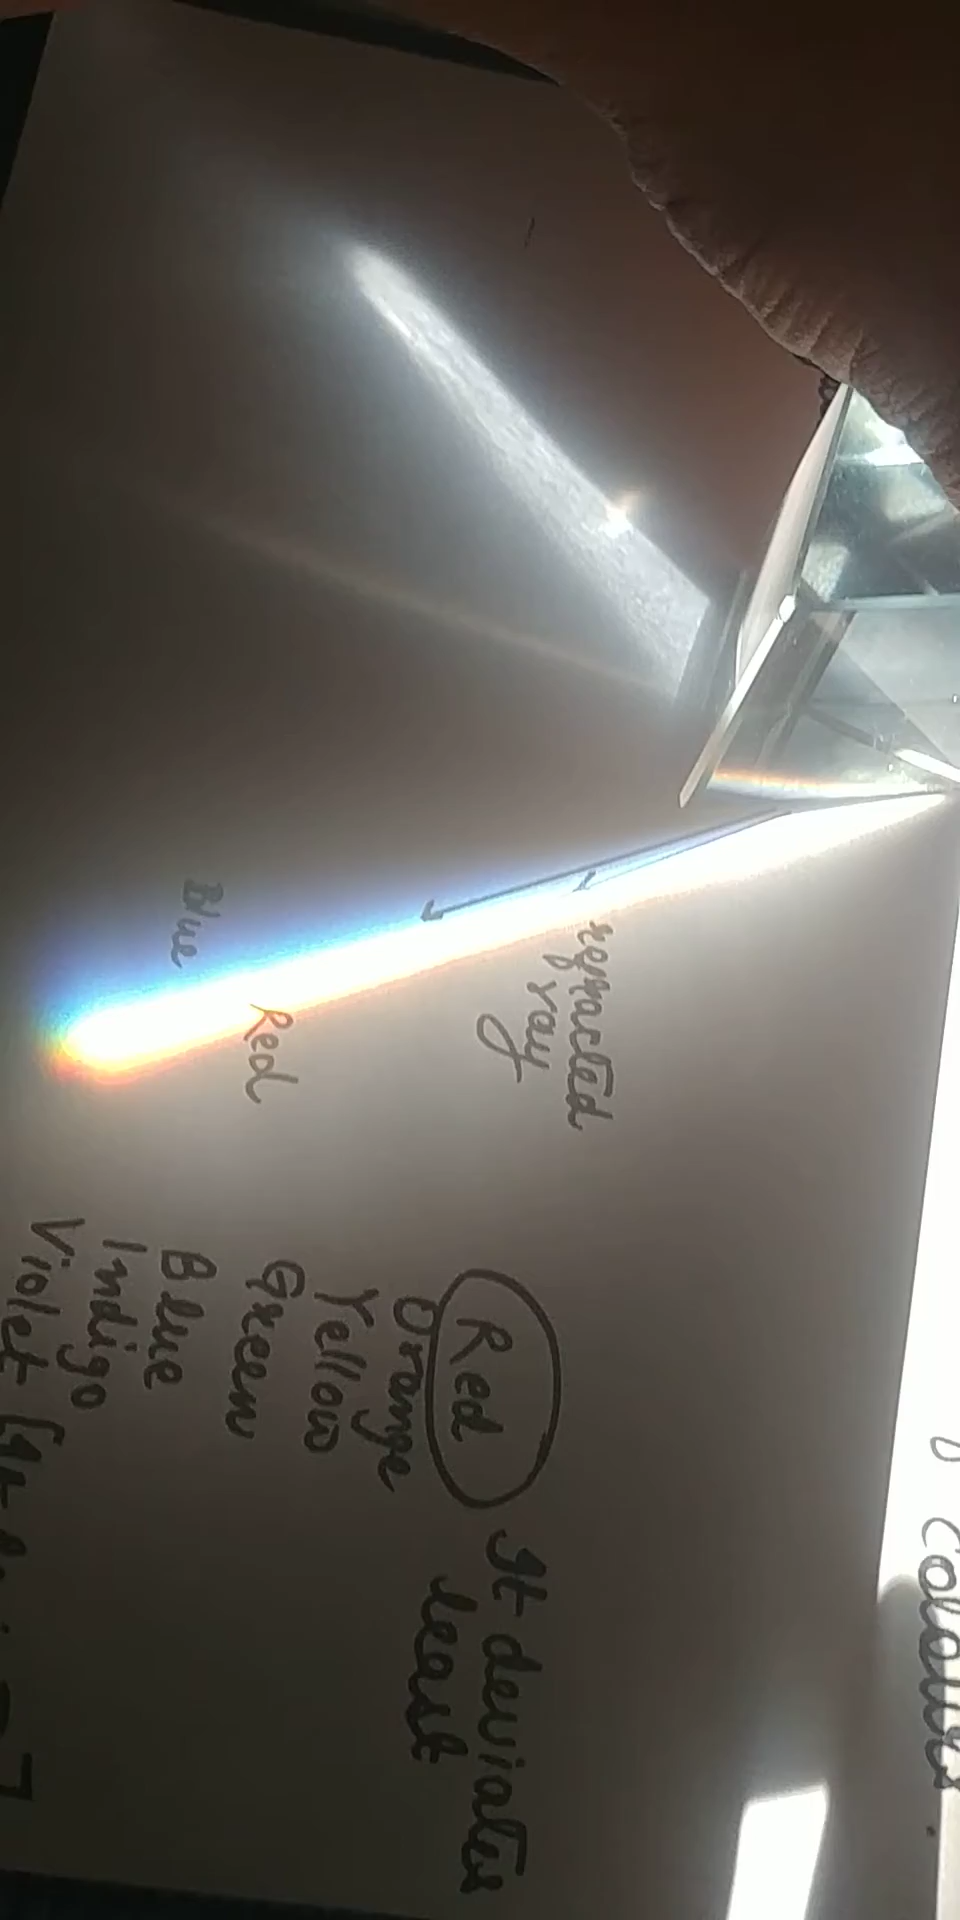 Colours.
refracted
ray
Red
Blue
Red It deviates
least
Orange
Yellow
Green
Blue
Indigo
Violet